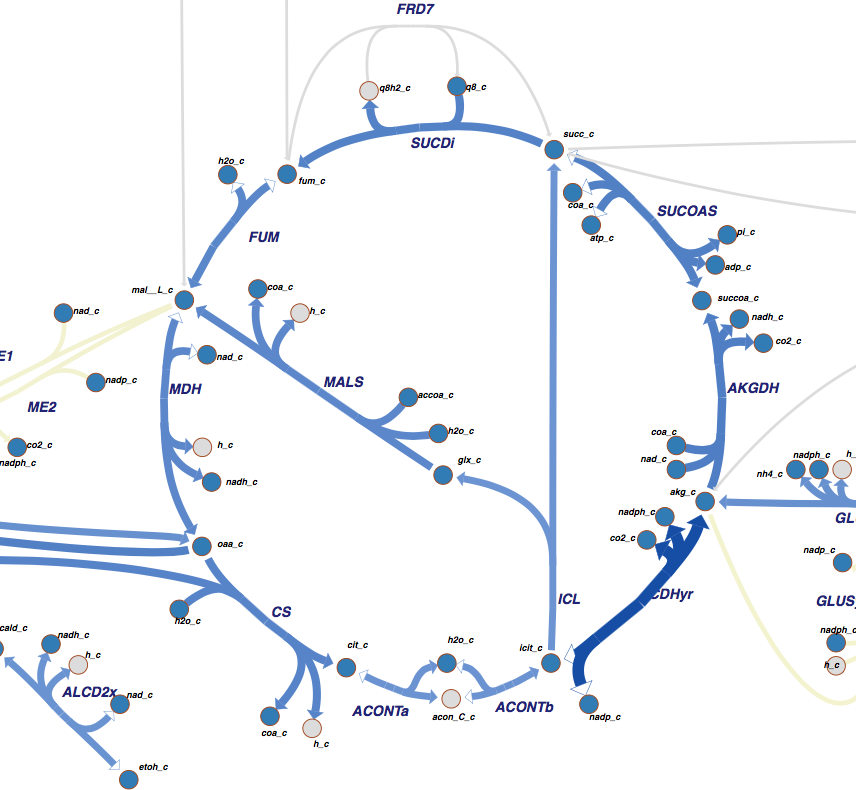 FRD7
q8h2_c
q8_c
succ_c
SUCDi
h2o_c
fum_c
coa_c
SUCOAS
atp_c
pi_c
FUM
adp_c
mal__L_c
coa_c
succoa_c
nad_c
h_c
nadh_c
co2_c
E1
nad_c
MALS
nadp_c
MDH
AKGDH
accoa_c
ME2
h2o_c
coa_c
co2_c
h_c
nadph_c
glx_c
nad_c
nadph_c
h_
nh4_c
nadh_c
akg_c
nadph_c
GL
co2_c
oaa_c
nadp_c
CDHyr
ICL
GLUS
CS
h2o_c
cald_c
nadh_c
nadph_c
h_c
cit_c
h2o_c
icit_c
h_c
ALCD2x
nad_c
ACONTa
acon_C_c
ACONTb
nadp_c
coa_c
h_c
etoh_c